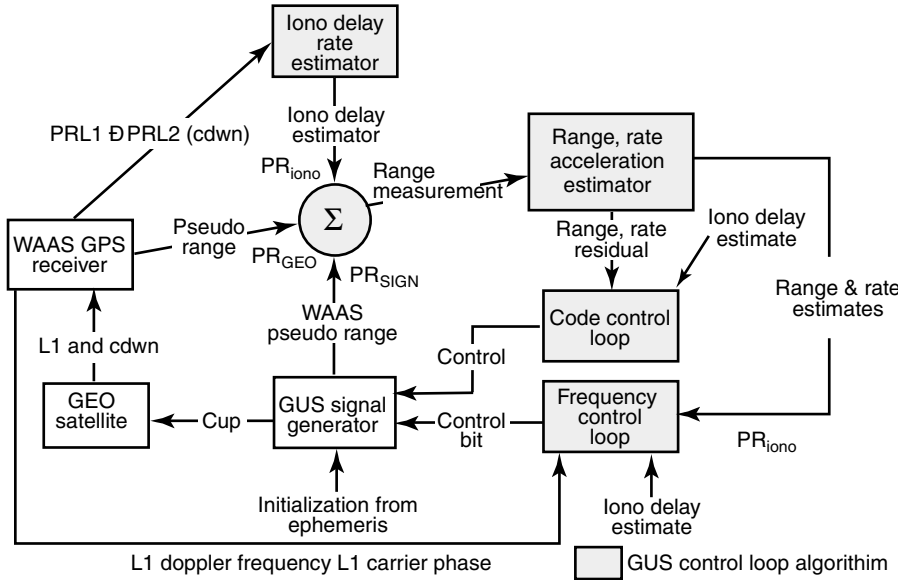 Iono delay
rate
estimator
PRL1 ÐPRL2 (cdwn)
Iono delay
estimator
PRiono
Range
measurement
Range, rate
acceleration
estimator
Σ
WAAS GPS
receiver
Pseudo
range
PRGEO
PRSIGN
Range, rate
residual
Iono delay
estimate
Range & rate
estimates
WAAS
pseudo range
Code control
loop
L1 and cdwn
Control
GEO
satellite
Cup
GUS signal
generator
Control
bit
Frequency
control
loop
PRiono
Initialization from
ephemeris
Iono delay
estimate
L1 doppler frequency L1 carrier phase
GUS control loop algorithim